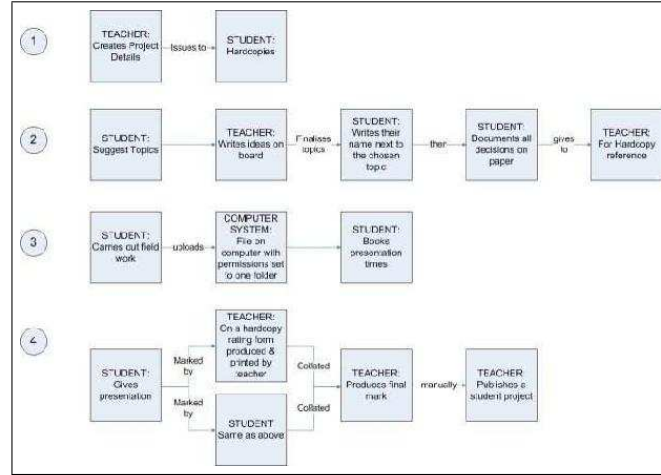 1
TEACHER:
Creates Project
Details
Issues to
STUDENT:
Hardcopies
2
STUDENT:
Suggest Topics
TEACHER:
Writes ideas on
board
Finalises
topics
STUDENT:
Writes their
name next to
the chosen
topic
then
STUDENT:
Documents all
decisions on
paper
gives
to
TEACHER:
For Hardcopy
reference
3
STUDENT:
Carries out field
work
uploads
COMPUTER
SYSTEM:
File on
computer with
permissions set
to one folder
STUDENT:
Books
presentation
times
4
STUDENT:
Gives
presentation
Marked
by
Marked
by
TEACHER:
On a hardcopy
rating form
produced &
printed by
teacher
STUDENT
Same as above
Collated
Collated
TEACHER:
Produces final
mark
manually
TEACHER
Publishes a
student project